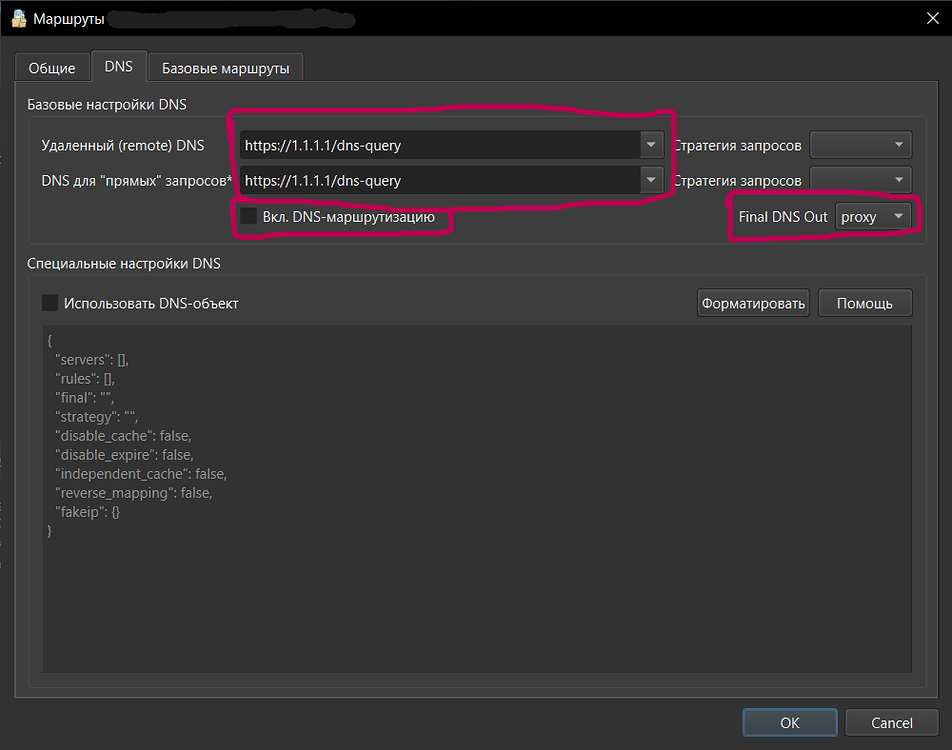 Маршруты
Общие DNS Базовые маршруты
Базовые настройки DNS
Удаленный (remote) DNS https://1.1.1.1/dns-query Стратегия запросов
DNS для "прямых" запросов* https://1.1.1.1/dns-query Стратегия запросов
Вкл. DNS-маршрутизацию Final DNS Out proxy
Специальные настройки DNS
Использовать DNS-объект Форматировать Помощь
{
"servers": [],
"rules": [],
"final": "",
"strategy": "",
"disable_cache": false,
"disable_expire": false,
"independent_cache": false,
"reverse_mapping": false,
"fakeip": {}
}
OK Cancel